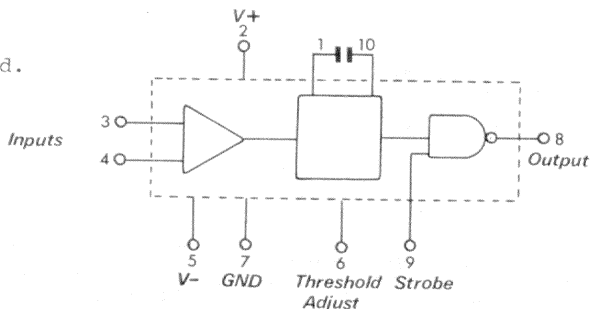 V+
2
d.
1 10
3
Inputs
4
8
Output
5 7 6 9
V– GND Threshold Strobe
Adjust